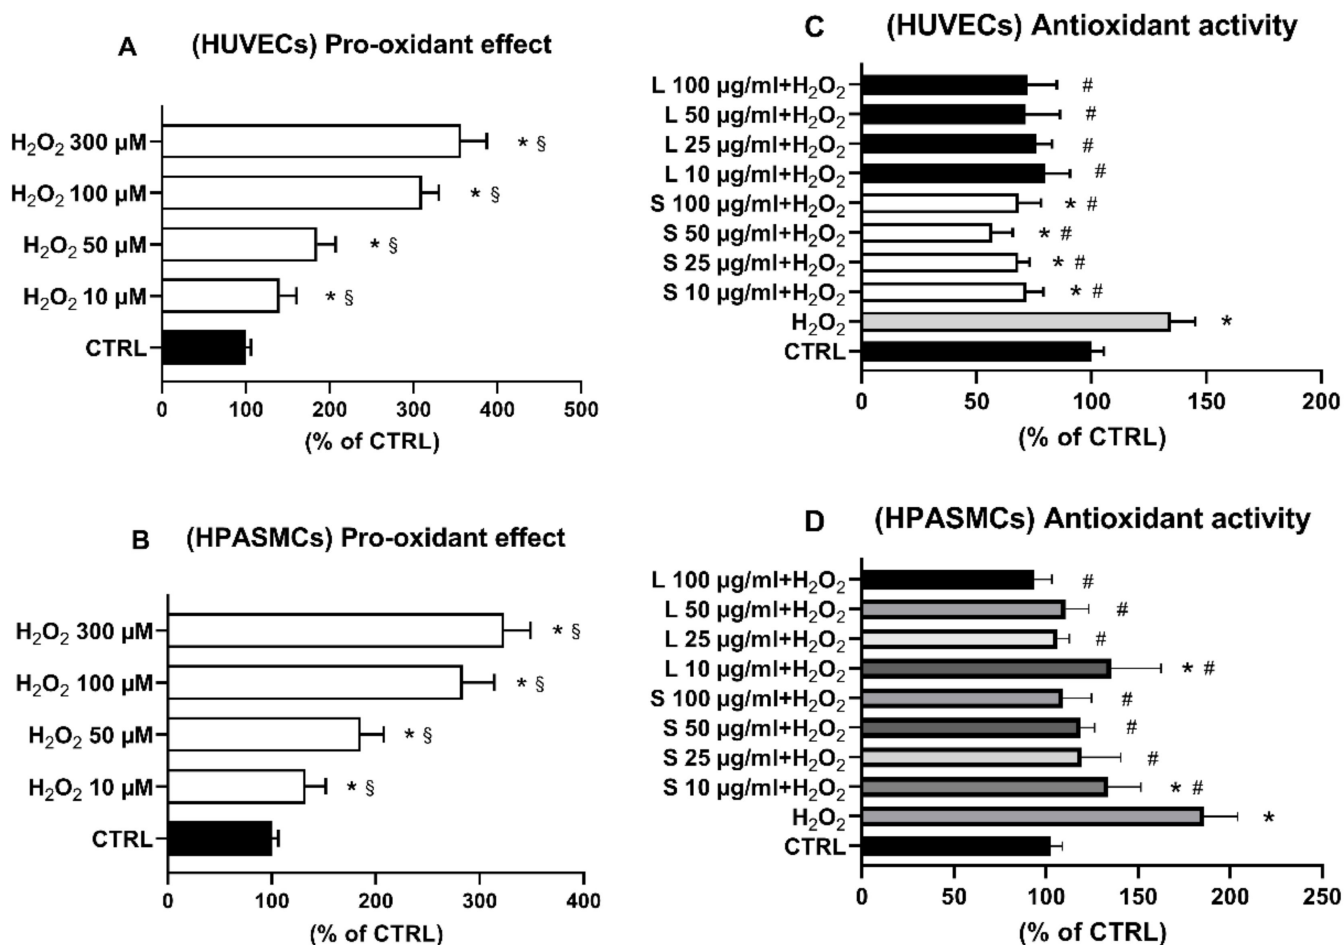 A (HUVECs) Pro-oxidant effect
H₂O₂ 300 µM * §
H₂O₂ 100 µM * §
H₂O₂ 50 µM * §
H₂O₂ 10 µM * §
CTRL
0 100 200 300 400 500
(% of CTRL)
B (HPASMCs) Pro-oxidant effect
H₂O₂ 300 µM * §
H₂O₂ 100 µM * §
H₂O₂ 50 µM * §
H₂O₂ 10 µM * §
CTRL
0 100 200 300 400
(% of CTRL)
C (HUVECs) Antioxidant activity
L 100 µg/ml+H₂O₂ #
L 50 µg/ml+H₂O₂ #
L 25 µg/ml+H₂O₂ #
L 10 µg/ml+H₂O₂ #
S 100 µg/ml+H₂O₂ * #
S 50 µg/ml+H₂O₂ * #
S 25 µg/ml+H₂O₂ * #
S 10 µg/ml+H₂O₂ * #
H₂O₂ *
CTRL
0 50 100 150 200
(% of CTRL)
D (HPASMCs) Antioxidant activity
L 100 µg/ml+H₂O₂ #
L 50 µg/ml+H₂O₂ #
L 25 µg/ml+H₂O₂ #
L 10 µg/ml+H₂O₂ * #
S 100 µg/ml+H₂O₂ #
S 50 µg/ml+H₂O₂ #
S 25 µg/ml+H₂O₂ #
S 10 µg/ml+H₂O₂ * #
H₂O₂ *
CTRL
0 50 100 150 200 250
(% of CTRL)